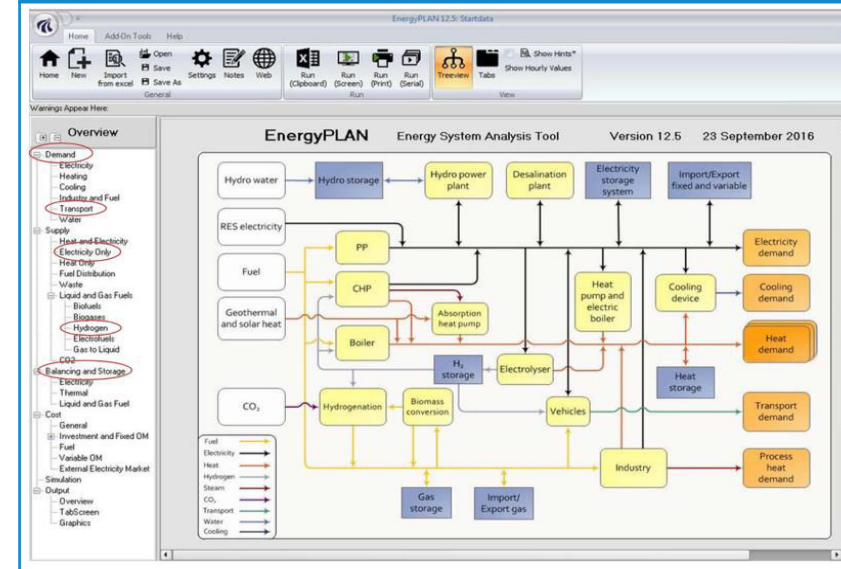 EnergyPLAN 12.5: Startdata
Home Add-On Tools Help
Home
New
Import from excel
Open
Save
Save As
Settings
Notes
Web
General
Run (Clipboard)
Run (Screen)
Run (Print)
Run (Serial)
Run
Treeview
Tabs
Show Hints*
Show Hourly Values
View
Warnings Appear Here:
Overview
Demand
Electricity
Heating
Cooling
Industry and Fuel
Transport
Water
Supply
Heat and Electricity
Electricity Only
Heat Only
Fuel Distribution
Waste
Liquid and Gas Fuels
Biofuels
Biogases
Hydrogen
Electrofuels
Gas to Liquid
CO2
Balancing and Storage
Electricity
Thermal
Liquid and Gas Fuel
Cost
General
Investment and Fixed OM
Fuel
Variable OM
External Electricity Market
Simulation
Output
Overview
TabScreen
Graphics
EnergyPLAN Energy System Analysis Tool Version 12.5 23 September 2016
Hydro water
Hydro storage
Hydro power
plant
Desalination
plant
Electricity
storage
system
Import/Export
fixed and variable
RES electricity
PP
Electricity
demand
Fuel
CHP
Heat
pump and
electric
boiler
Cooling
device
Cooling
demand
Geothermal
and solar heat
Absorption
heat pump
Boiler
Heat
demand
H₂
storage
Electrolyser
Heat
storage
CO₂
Hydrogenation
Biomass
conversion
Vehicles
Transport
demand
Fuel
Electricity
Heat
Hydrogen
Steam
CO₂
Transport
Water
Cooling
Industry
Process
heat
demand
Gas
storage
Import/
Export gas